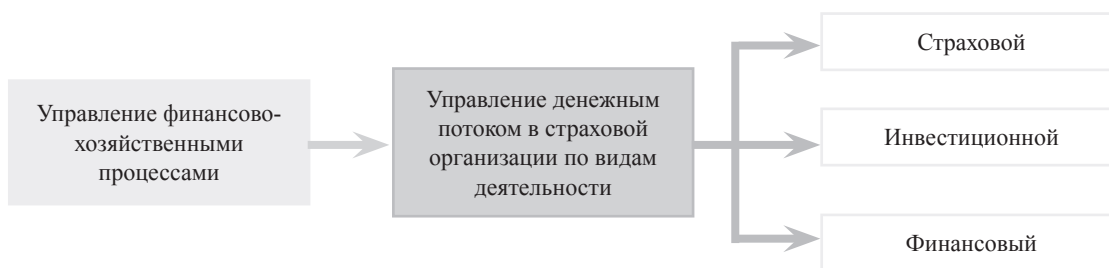 Управление финансово-
хозяйственными
процессами
Управление денежным
потоком в страховой
организации по видам
деятельности
Страховой
Инвестиционной
Финансовый